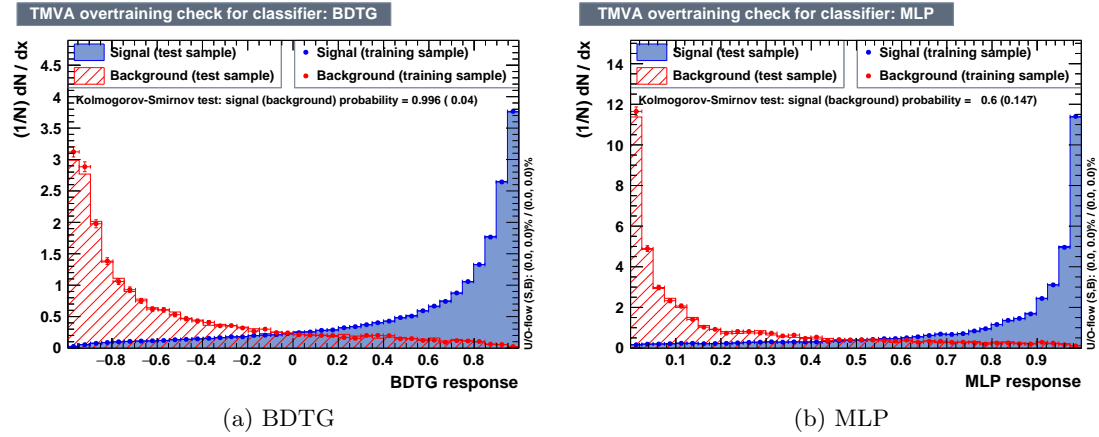 TMVA overtraining check for classifier: BDTG
(1/N) dN / dx
4.5
4
3.5
3
2.5
2
1.5
1
0.5
0
Signal (test sample)
Background (test sample)
Signal (training sample)
Background (training sample)
Kolmogorov-Smirnov test: signal (background) probability = 0.996 ( 0.04)
U/O-flow (S,B): (0.0, 0.0)% / (0.0, 0.0)%
−0.8 −0.6 −0.4 −0.2 0 0.2 0.4 0.6 0.8
BDTG response
(a) BDTG
TMVA overtraining check for classifier: MLP
(1/N) dN / dx
14
12
10
8
6
4
2
0
Signal (test sample)
Background (test sample)
Signal (training sample)
Background (training sample)
Kolmogorov-Smirnov test: signal (background) probability = 0.6 (0.147)
U/O-flow (S,B): (0.0, 0.0)% / (0.0, 0.0)%
0.1 0.2 0.3 0.4 0.5 0.6 0.7 0.8 0.9
MLP response
(b) MLP